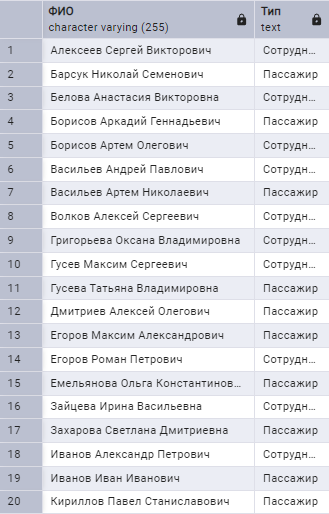 ФИО Тип
character varying (255) text
1 Алексеев Сергей Викторович Сотрудн...
2 Барсук Николай Семенович Пассажир
3 Белова Анастасия Викторовна Сотрудн...
4 Борисов Аркадий Геннадьевич Пассажир
5 Борисов Артем Олегович Сотрудн...
6 Васильев Андрей Павлович Сотрудн...
7 Васильев Артем Николаевич Пассажир
8 Волков Алексей Сергеевич Сотрудн...
9 Григорьева Оксана Владимировна Сотрудн...
10 Гусев Максим Сергеевич Сотрудн...
11 Гусева Татьяна Владимировна Пассажир
12 Дмитриев Алексей Олегович Пассажир
13 Егоров Максим Александрович Пассажир
14 Егоров Роман Петрович Сотрудн...
15 Емельянова Ольга Константинов... Пассажир
16 Зайцева Ирина Васильевна Сотрудн...
17 Захарова Светлана Дмитриевна Пассажир
18 Иванов Александр Петрович Сотрудн...
19 Иванов Иван Иванович Пассажир
20 Кириллов Павел Станиславович Пассажир